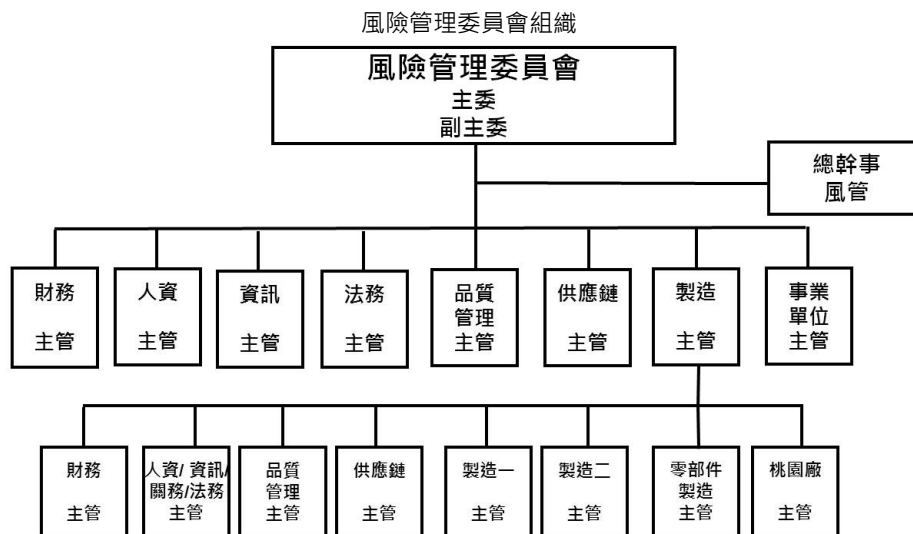 風險管理委員會組織
風險管理委員會
主委
副主委
總幹事
風管
財務
主管
人資
主管
資訊
主管
法務
主管
品質
管理
主管
供應鏈
主管
製造
主管
事業
單位
主管
財務
主管
人資/ 資訊/
關務/法務
主管
品質
管理
主管
供應鏈
主管
製造一
主管
製造二
主管
零部件
製造
主管
桃園廠
主管